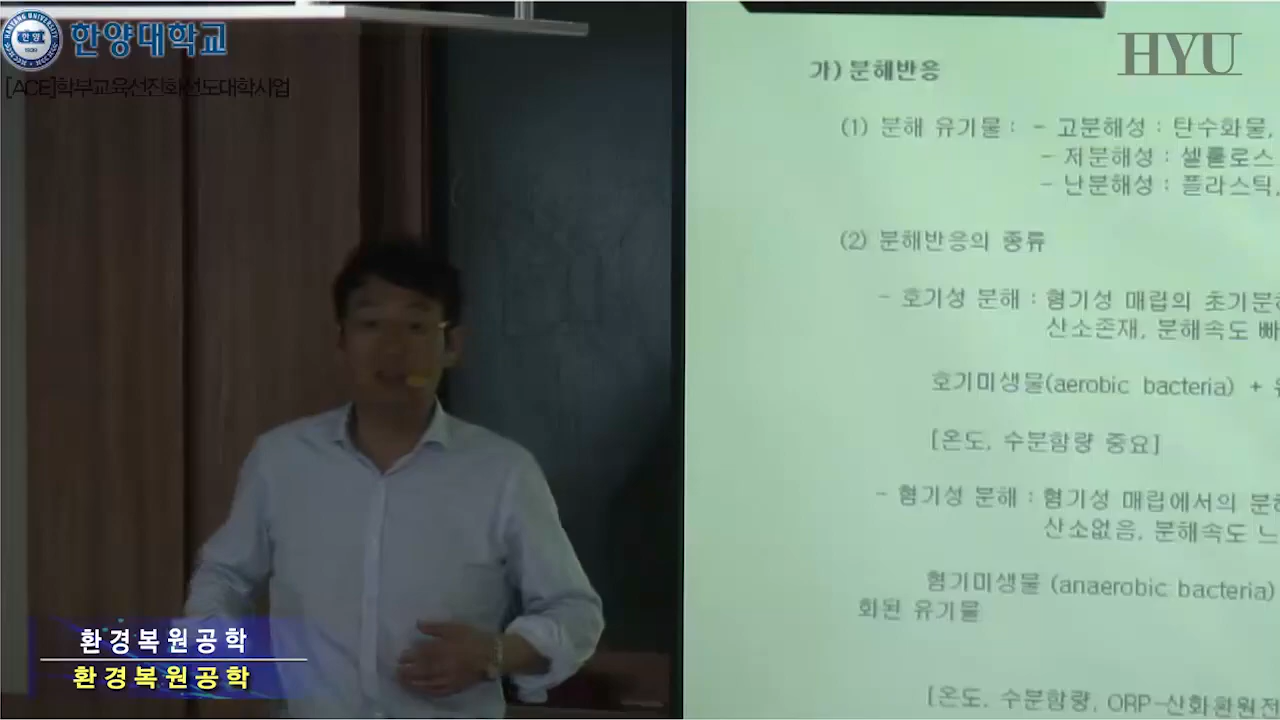 한양대학교
[ACE]학부교육선진화선도대학사업
HYU
가) 분해반응
(1) 분해 유기물 : - 고분해성 : 탄수화물,
- 저분해성 : 셀룰로스
- 난분해성 : 플라스틱,
(2) 분해반응의 종류
- 호기성 분해 : 혐기성 매립의 초기분해
산소존재, 분해속도 빠
호기미생물(aerobic bacteria) +
[온도, 수분함량 중요]
- 혐기성 분해 : 혐기성 매립에서의 분해
산소없음, 분해속도 느
혐기미생물 (anaerobic bacteria)
화된 유기물
[온도, 수분함량, ORP-산화환원전
환경복원공학
환경복원공학